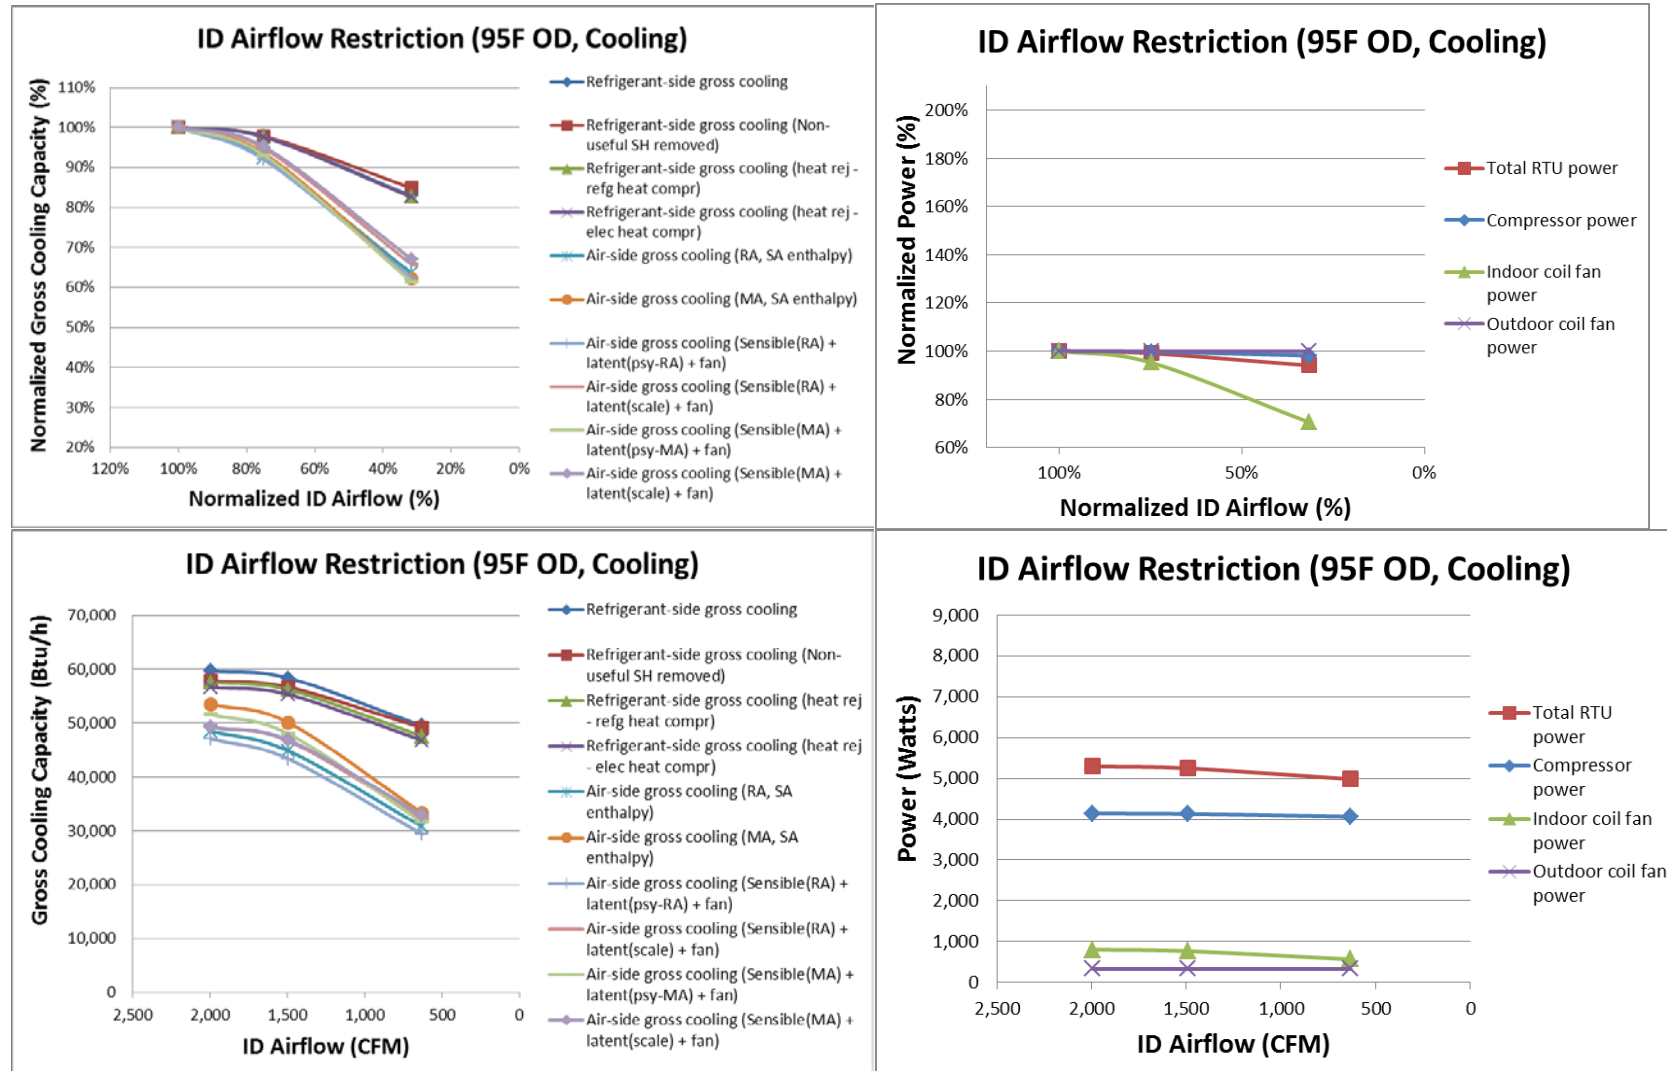 ID Airflow Restriction (95F OD, Cooling)
Normalized Gross Cooling Capacity (%)
110%
100%
90%
80%
70%
60%
50%
40%
30%
20%
120%
100%
80%
60%
40%
20%
0%
Normalized ID Airflow (%)
Refrigerant-side gross cooling
Refrigerant-side gross cooling (Non-
useful SH removed)
Refrigerant-side gross cooling (heat rej -
refg heat compr)
Refrigerant-side gross cooling (heat rej -
elec heat compr)
Air-side gross cooling (RA, SA enthalpy)
Air-side gross cooling (MA, SA enthalpy)
Air-side gross cooling (Sensible(RA) +
latent(psy-RA) + fan)
Air-side gross cooling (Sensible(RA) +
latent(scale) + fan)
Air-side gross cooling (Sensible(MA) +
latent(psy-MA) + fan)
Air-side gross cooling (Sensible(MA) +
latent(scale) + fan)
ID Airflow Restriction (95F OD, Cooling)
Normalized Power (%)
200%
180%
160%
140%
120%
100%
80%
60%
100%
50%
0%
Normalized ID Airflow (%)
Total RTU power
Compressor power
Indoor coil fan
power
Outdoor coil fan
power
ID Airflow Restriction (95F OD, Cooling)
Gross Cooling Capacity (Btu/h)
70,000
60,000
50,000
40,000
30,000
20,000
10,000
0
2,500
2,000
1,500
1,000
500
0
ID Airflow (CFM)
Refrigerant-side gross cooling
Refrigerant-side gross cooling (Non-
useful SH removed)
Refrigerant-side gross cooling (heat rej
- refg heat compr)
Refrigerant-side gross cooling (heat rej
- elec heat compr)
Air-side gross cooling (RA, SA
enthalpy)
Air-side gross cooling (MA, SA
enthalpy)
Air-side gross cooling (Sensible(RA) +
latent(psy-RA) + fan)
Air-side gross cooling (Sensible(RA) +
latent(scale) + fan)
Air-side gross cooling (Sensible(MA) +
latent(psy-MA) + fan)
Air-side gross cooling (Sensible(MA) +
latent(scale) + fan)
ID Airflow Restriction (95F OD, Cooling)
Power (Watts)
9,000
8,000
7,000
6,000
5,000
4,000
3,000
2,000
1,000
0
2,500
2,000
1,500
1,000
500
0
ID Airflow (CFM)
Total RTU
power
Compressor
power
Indoor coil fan
power
Outdoor coil fan
power